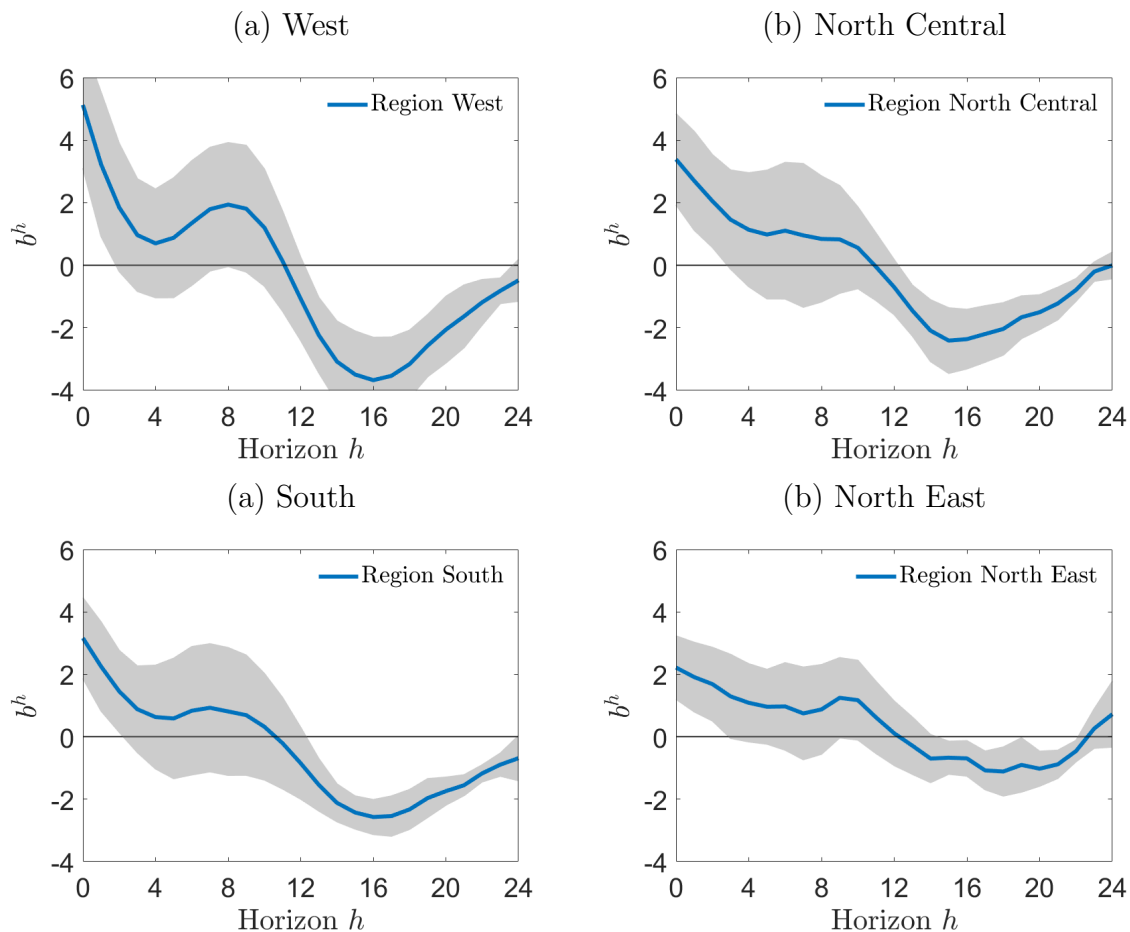 (a) West
6
4
2
0
-2
-4
b^h
Region West
0 4 8 12 16 20 24
Horizon h
(b) North Central
6
4
2
0
-2
-4
b^h
Region North Central
0 4 8 12 16 20 24
Horizon h
(a) South
6
4
2
0
-2
-4
b^h
Region South
0 4 8 12 16 20 24
Horizon h
(b) North East
6
4
2
0
-2
-4
b^h
Region North East
0 4 8 12 16 20 24
Horizon h